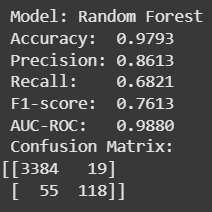 Model: Random Forest
Accuracy:  0.9793
Precision: 0.8613
Recall:    0.6821
F1-score:  0.7613
AUC-ROC:   0.9880
Confusion Matrix:
[[3384   19]
 [  55  118]]